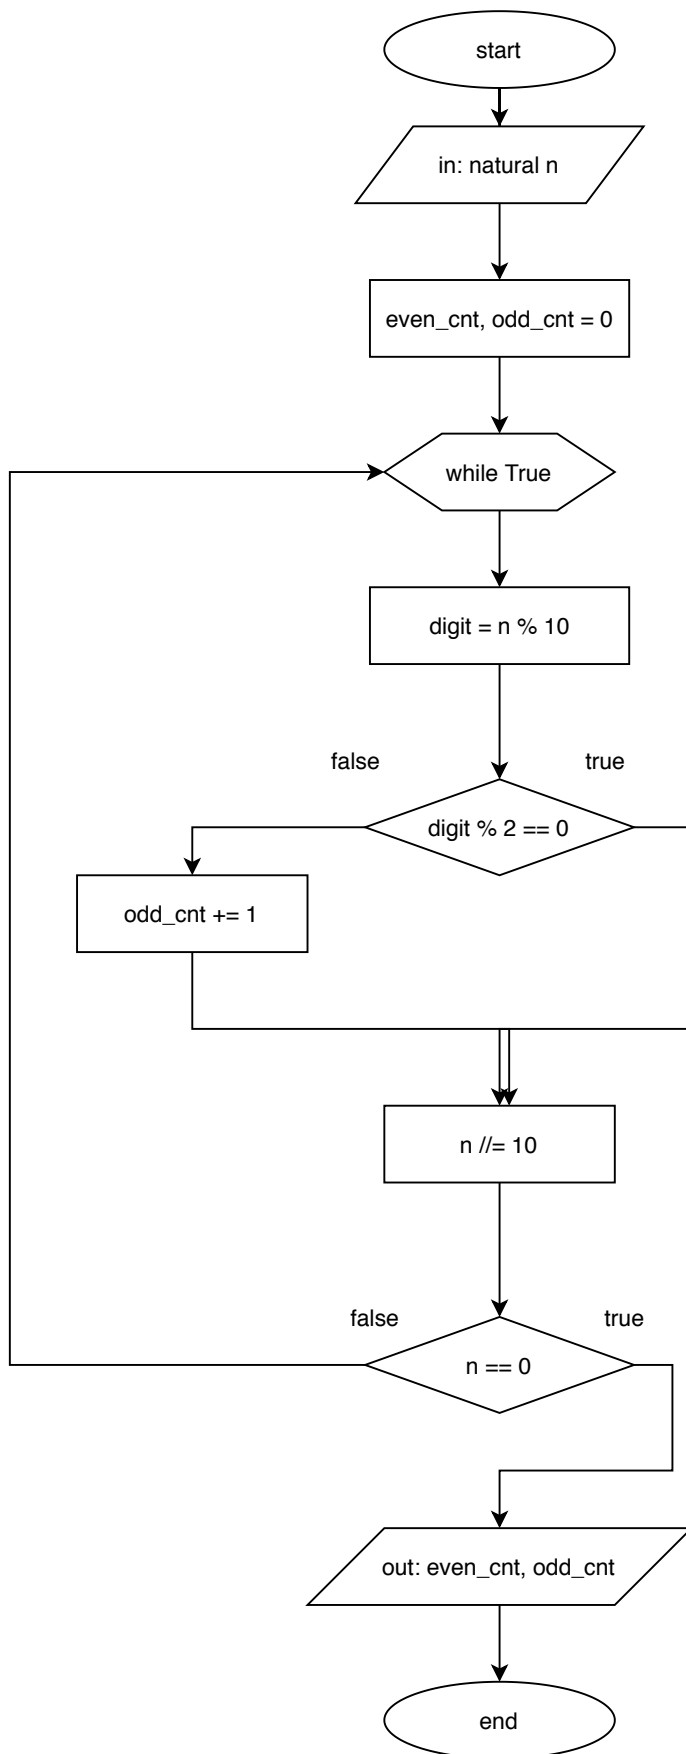 start
in: natural n
even_cnt, odd_cnt = 0
while True
digit = n % 10
false
true
digit % 2 == 0
odd_cnt += 1
n //= 10
false
true
n == 0
out: even_cnt, odd_cnt
end